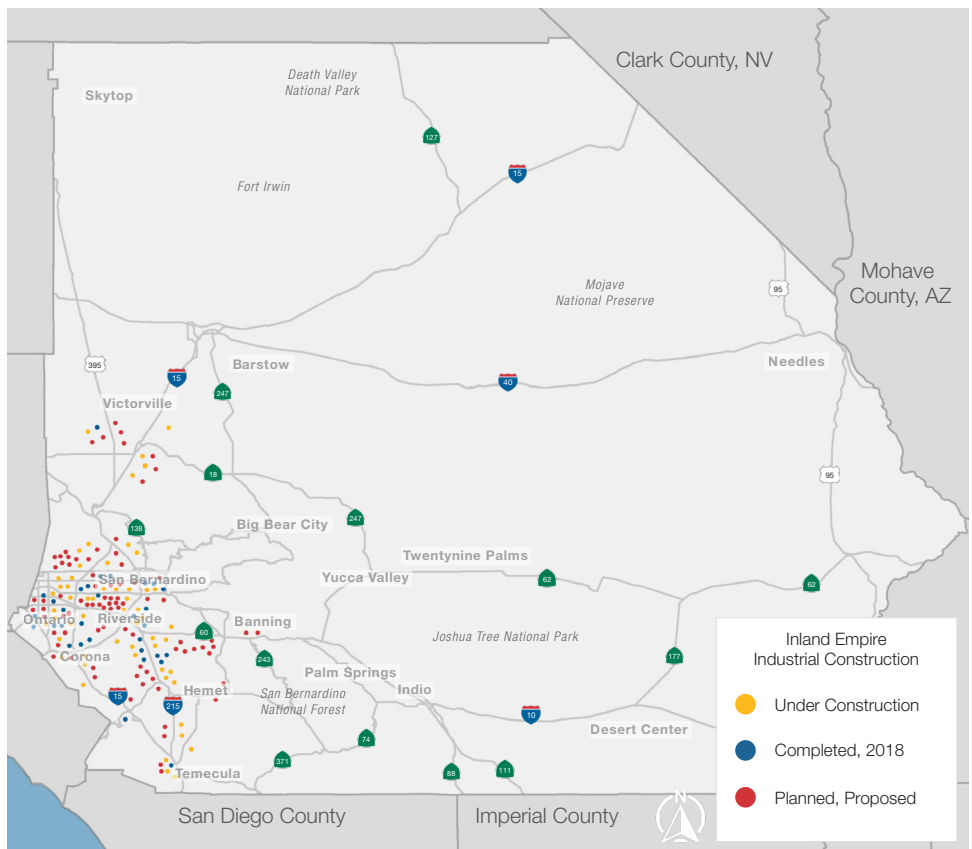 Clark County, NV
Death Valley
National Park
Skytop
127
15
Fort Irwin
Mohave
County, AZ
Mojave
National Preserve
95
395
Barstow
Needles
15
40
247
Victorville
18
95
247
138
Big Bear City
Twentynine Palms
San Bernardino
Yucca Valley
62
62
Ontario
Riverside
Banning
60
Joshua Tree National Park
Corona
243
177
Palm Springs
Hemet
Indio
San Bernardino
National Forest
15
215
10
Desert Center
74
371
88
111
Temecula
Inland Empire
Industrial Construction
Under Construction
Completed, 2018
Planned, Proposed
San Diego County
Imperial County
N